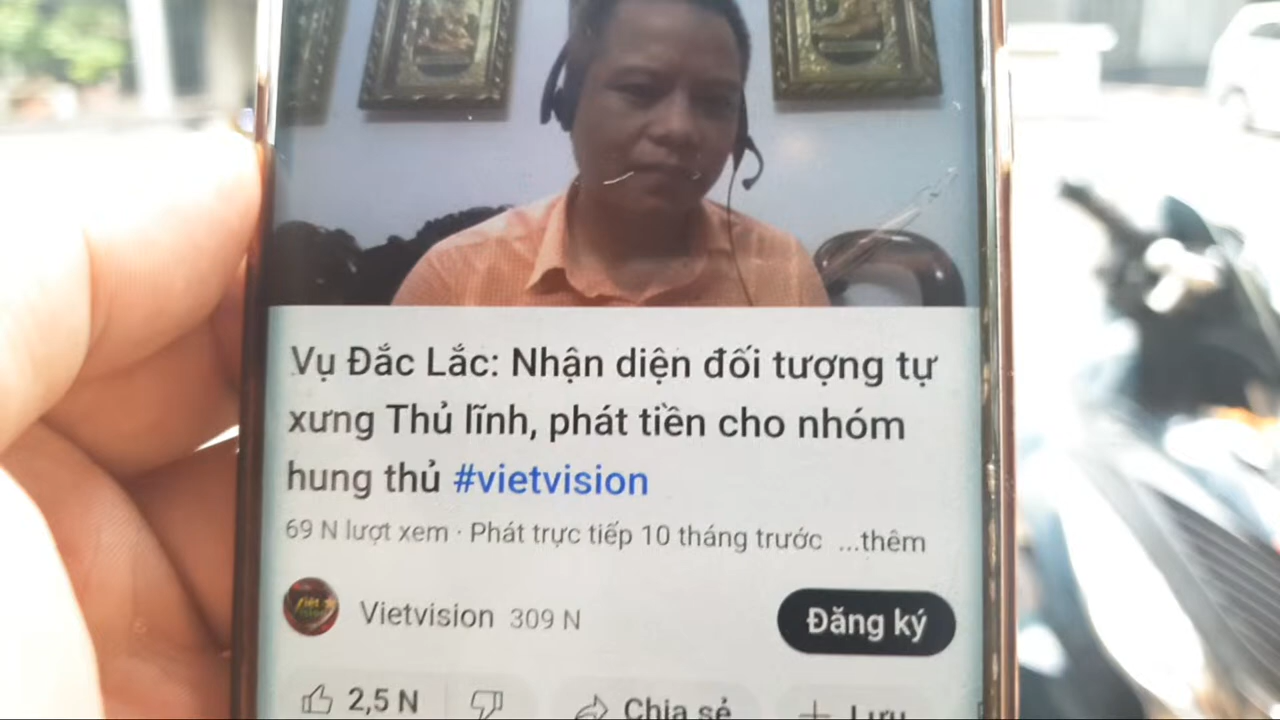 Vụ Đắc Lắc: Nhận diện đối tượng tự
xưng Thủ lĩnh, phát tiền cho nhóm
hung thủ #vietvision
69 N lượt xem · Phát trực tiếp 10 tháng trước ...thêm
Vietvision 309 N
Đăng ký
2,5 N
Chia sẻ
Lưu